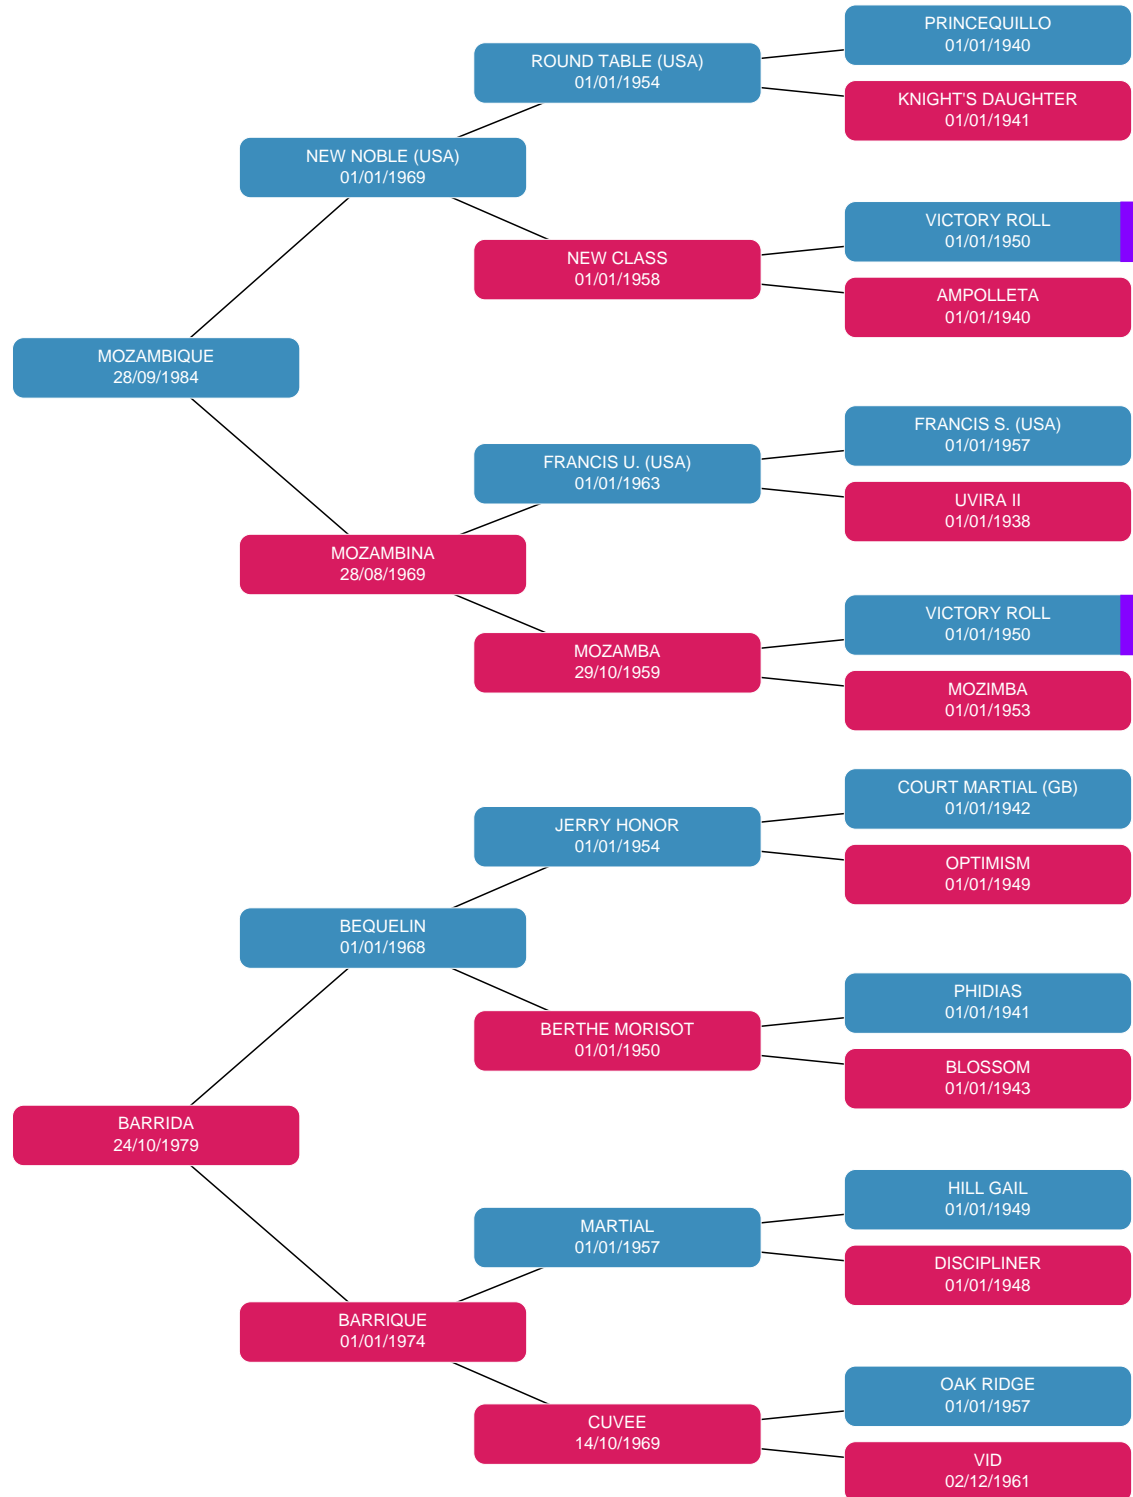 PRINCEQUILLO
01/01/1940
ROUND TABLE (USA)
01/01/1954
KNIGHT'S DAUGHTER
01/01/1941
NEW NOBLE (USA)
01/01/1969
VICTORY ROLL
01/01/1950
NEW CLASS
01/01/1958
AMPOLLETA
01/01/1940
MOZAMBIQUE
28/09/1984
FRANCIS S. (USA)
01/01/1957
FRANCIS U. (USA)
01/01/1963
UVIRA II
01/01/1938
MOZAMBINA
28/08/1969
VICTORY ROLL
01/01/1950
MOZAMBA
29/10/1959
MOZIMBA
01/01/1953
COURT MARTIAL (GB)
01/01/1942
JERRY HONOR
01/01/1954
OPTIMISM
01/01/1949
BEQUELIN
01/01/1968
PHIDIAS
01/01/1941
BERTHE MORISOT
01/01/1950
BLOSSOM
01/01/1943
BARRIDA
24/10/1979
HILL GAIL
01/01/1949
MARTIAL
01/01/1957
DISCIPLINER
01/01/1948
BARRIQUE
01/01/1974
OAK RIDGE
01/01/1957
CUVEE
14/10/1969
VID
02/12/1961